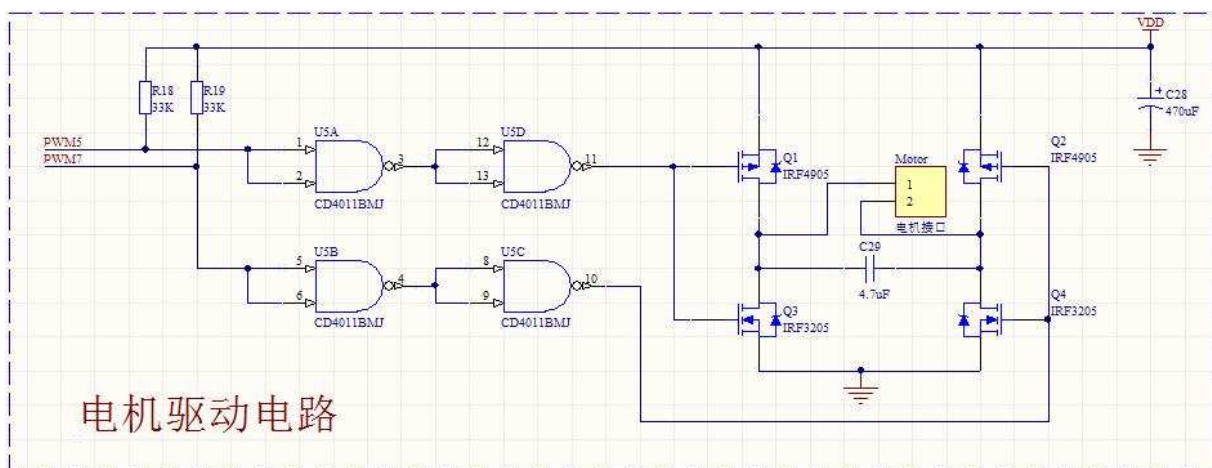 VDD
R18
33K
R19
33K
C28
470uF
PWM5
PWM7
U5A
1
2
3
CD4011BMJ
U5D
12
13
11
CD4011BMJ
Q1
IRF4905
Motor
1
2
电机接口
Q2
IRF4905
U5B
5
6
4
CD4011BMJ
U5C
8
9
10
CD4011BMJ
C29
4.7uF
Q3
IRF3205
Q4
IRF3205
电机驱动电路